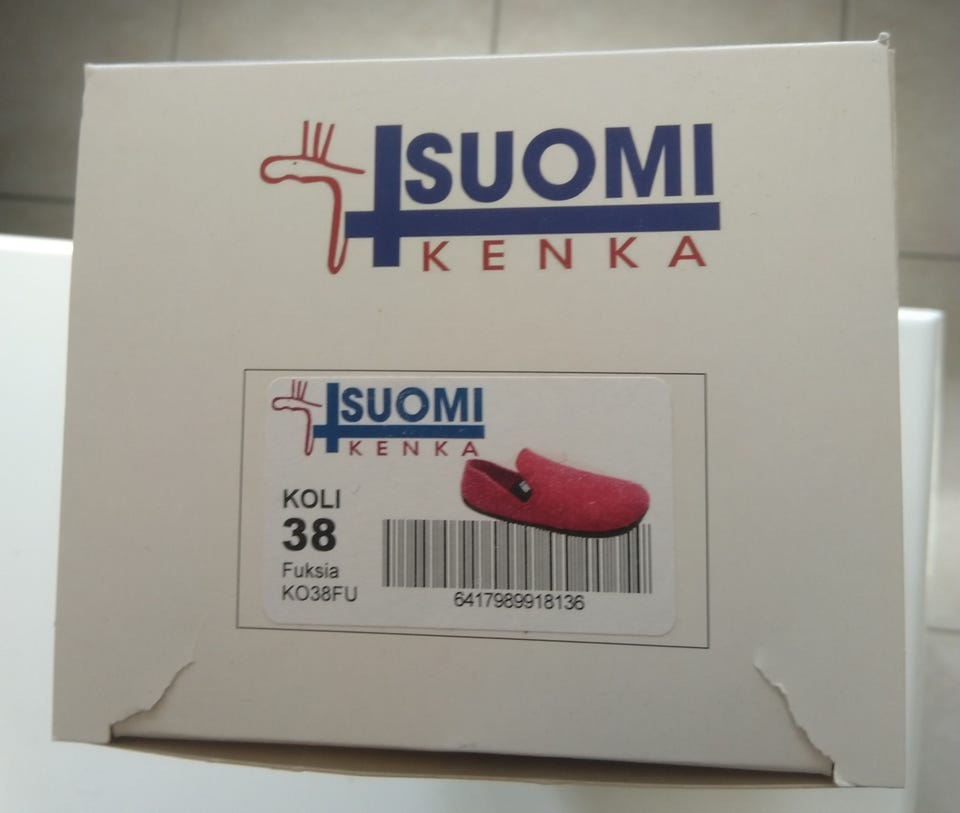 SUOMI
KENKA
SUOMI
KENKA
KOLI
38
Fuksia
KO38FU
6417989918136